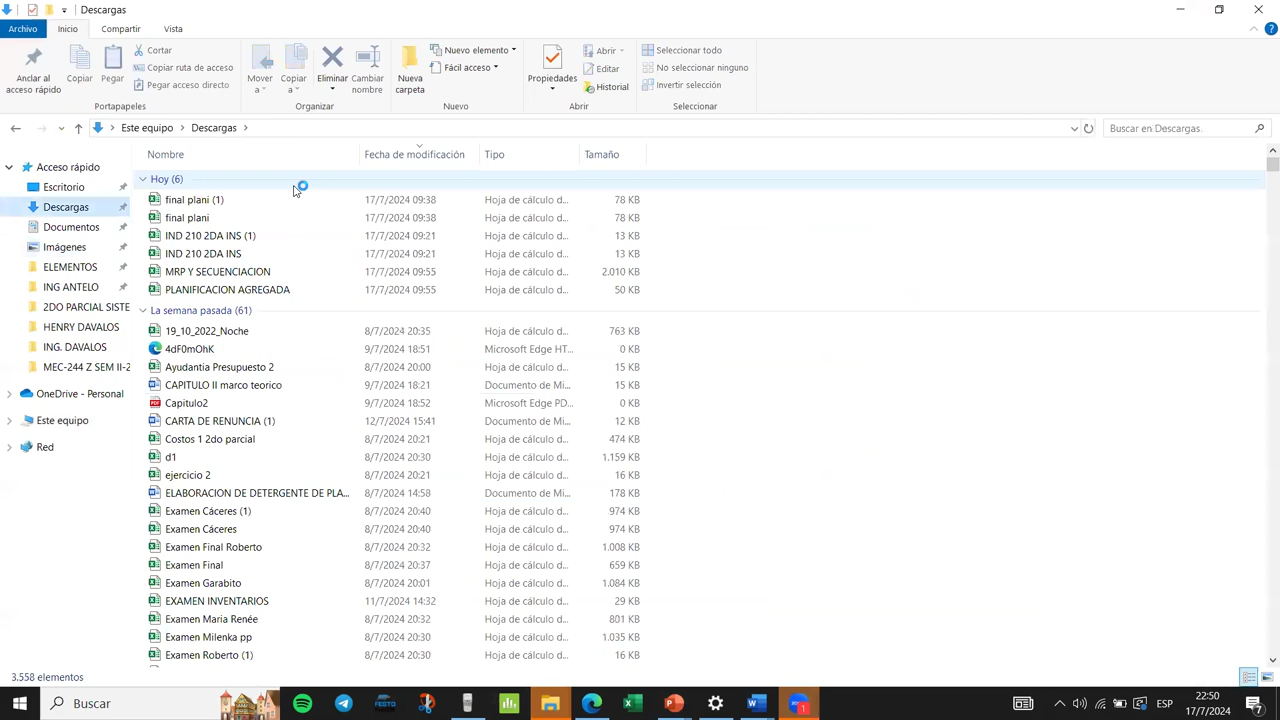 Descargas
Archivo Inicio Compartir Vista
Anclar al acceso rápido
Copiar
Pegar
Cortar
Copiar ruta de acceso
Pegar acceso directo
Portapapeles
Mover a
Copiar a
Eliminar
Cambiar nombre
Organizar
Nueva carpeta
Nuevo elemento
Fácil acceso
Nuevo
Propiedades
Abrir
Editar
Historial
Abrir
Seleccionar todo
No seleccionar ninguno
Invertir selección
Seleccionar
Este equipo > Descargas >
Buscar en Descargas
Acceso rápido
Escritorio
Descargas
Documentos
Imágenes
ELEMENTOS
ING ANTELO
2DO PARCIAL SISTE
HENRY DAVALOS
ING. DAVALOS
MEC-244 Z SEM II-2
OneDrive - Personal
Este equipo
Red
Nombre Fecha de modificación Tipo Tamaño
Hoy (6)
final plani (1) 17/7/2024 09:38 Hoja de cálculo d... 78 KB
final plani 17/7/2024 09:38 Hoja de cálculo d... 78 KB
IND 210 2DA INS (1) 17/7/2024 09:21 Hoja de cálculo d... 13 KB
IND 210 2DA INS 17/7/2024 09:21 Hoja de cálculo d... 13 KB
MRP Y SECUENCIACION 17/7/2024 09:55 Hoja de cálculo d... 2.010 KB
PLANIFICACION AGREGADA 17/7/2024 09:55 Hoja de cálculo d... 50 KB
La semana pasada (61)
19_10_2022_Noche 8/7/2024 20:35 Hoja de cálculo d... 763 KB
4dF0mOhK 9/7/2024 18:51 Microsoft Edge HT... 0 KB
Ayudantia Presupuesto 2 8/7/2024 20:00 Hoja de cálculo d... 15 KB
CAPITULO II marco teorico 9/7/2024 18:21 Documento de Mi... 15 KB
Capitulo2 9/7/2024 18:52 Microsoft Edge PD... 0 KB
CARTA DE RENUNCIA (1) 12/7/2024 15:41 Documento de Mi... 12 KB
Costos 1 2do parcial 8/7/2024 20:21 Hoja de cálculo d... 474 KB
d1 8/7/2024 20:30 Hoja de cálculo d... 1.159 KB
ejercicio 2 8/7/2024 20:21 Hoja de cálculo d... 16 KB
ELABORACION DE DETERGENTE DE PLA... 8/7/2024 14:58 Documento de Mi... 178 KB
Examen Cáceres (1) 8/7/2024 20:40 Hoja de cálculo d... 974 KB
Examen Cáceres 8/7/2024 20:40 Hoja de cálculo d... 974 KB
Examen Final Roberto 8/7/2024 20:32 Hoja de cálculo d... 1.008 KB
Examen Final 8/7/2024 20:37 Hoja de cálculo d... 659 KB
Examen Garabito 8/7/2024 20:01 Hoja de cálculo d... 1.084 KB
EXAMEN INVENTARIOS 11/7/2024 14:32 Hoja de cálculo d... 29 KB
Examen Maria Renée 8/7/2024 20:32 Hoja de cálculo d... 801 KB
Examen Milenka pp 8/7/2024 20:30 Hoja de cálculo d... 1.035 KB
Examen Roberto (1) 8/7/2024 20:30 Hoja de cálculo d... 16 KB
3,558 elementos
Buscar
FESTO
1
ESP
22:50
17/7/2024
7